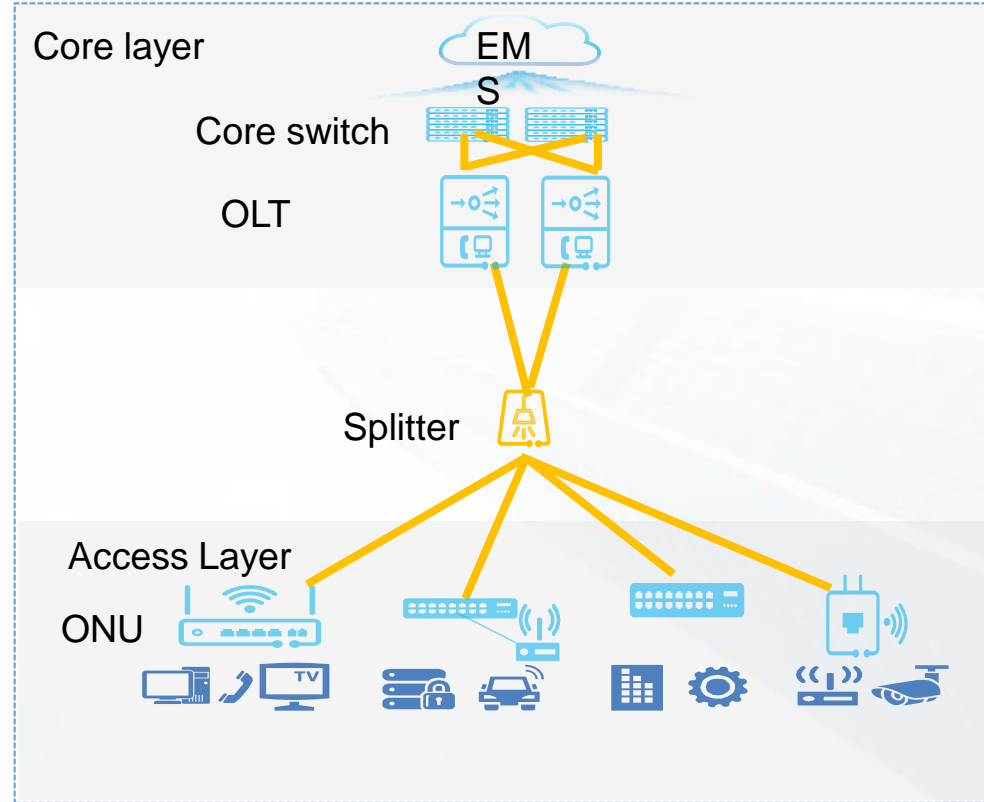 Core layer
EM
S
Core switch
OLT
Splitter
Access Layer
ONU
TV